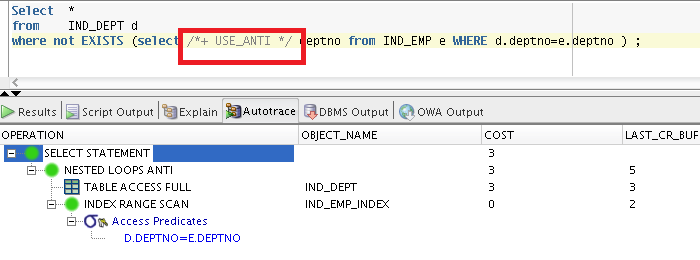 Select *
from IND_DEPT d
where not EXISTS (select /*+ USE_ANTI */ deptno from IND_EMP e WHERE d.deptno=e.deptno ) ;
Results Script Output Explain Autotrace DBMS Output OWA Output
OPERATION OBJECT_NAME COST LAST_CR_BUF
SELECT STATEMENT 3
NESTED LOOPS ANTI 3 5
TABLE ACCESS FULL IND_DEPT 3 3
INDEX RANGE SCAN IND_EMP_INDEX 0 2
Access Predicates
D.DEPTNO=E.DEPTNO